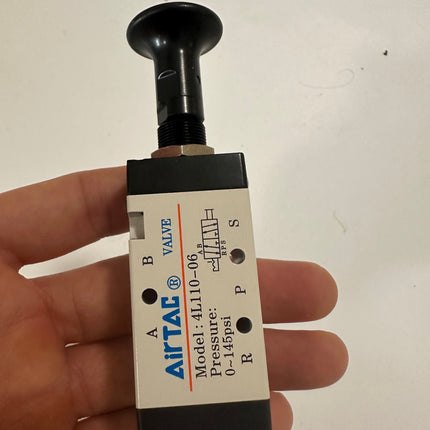 A B
AirTAC ® VALVE
Model : 4L110-06
Pressure:
0~145psi
A B
R P S
R P S